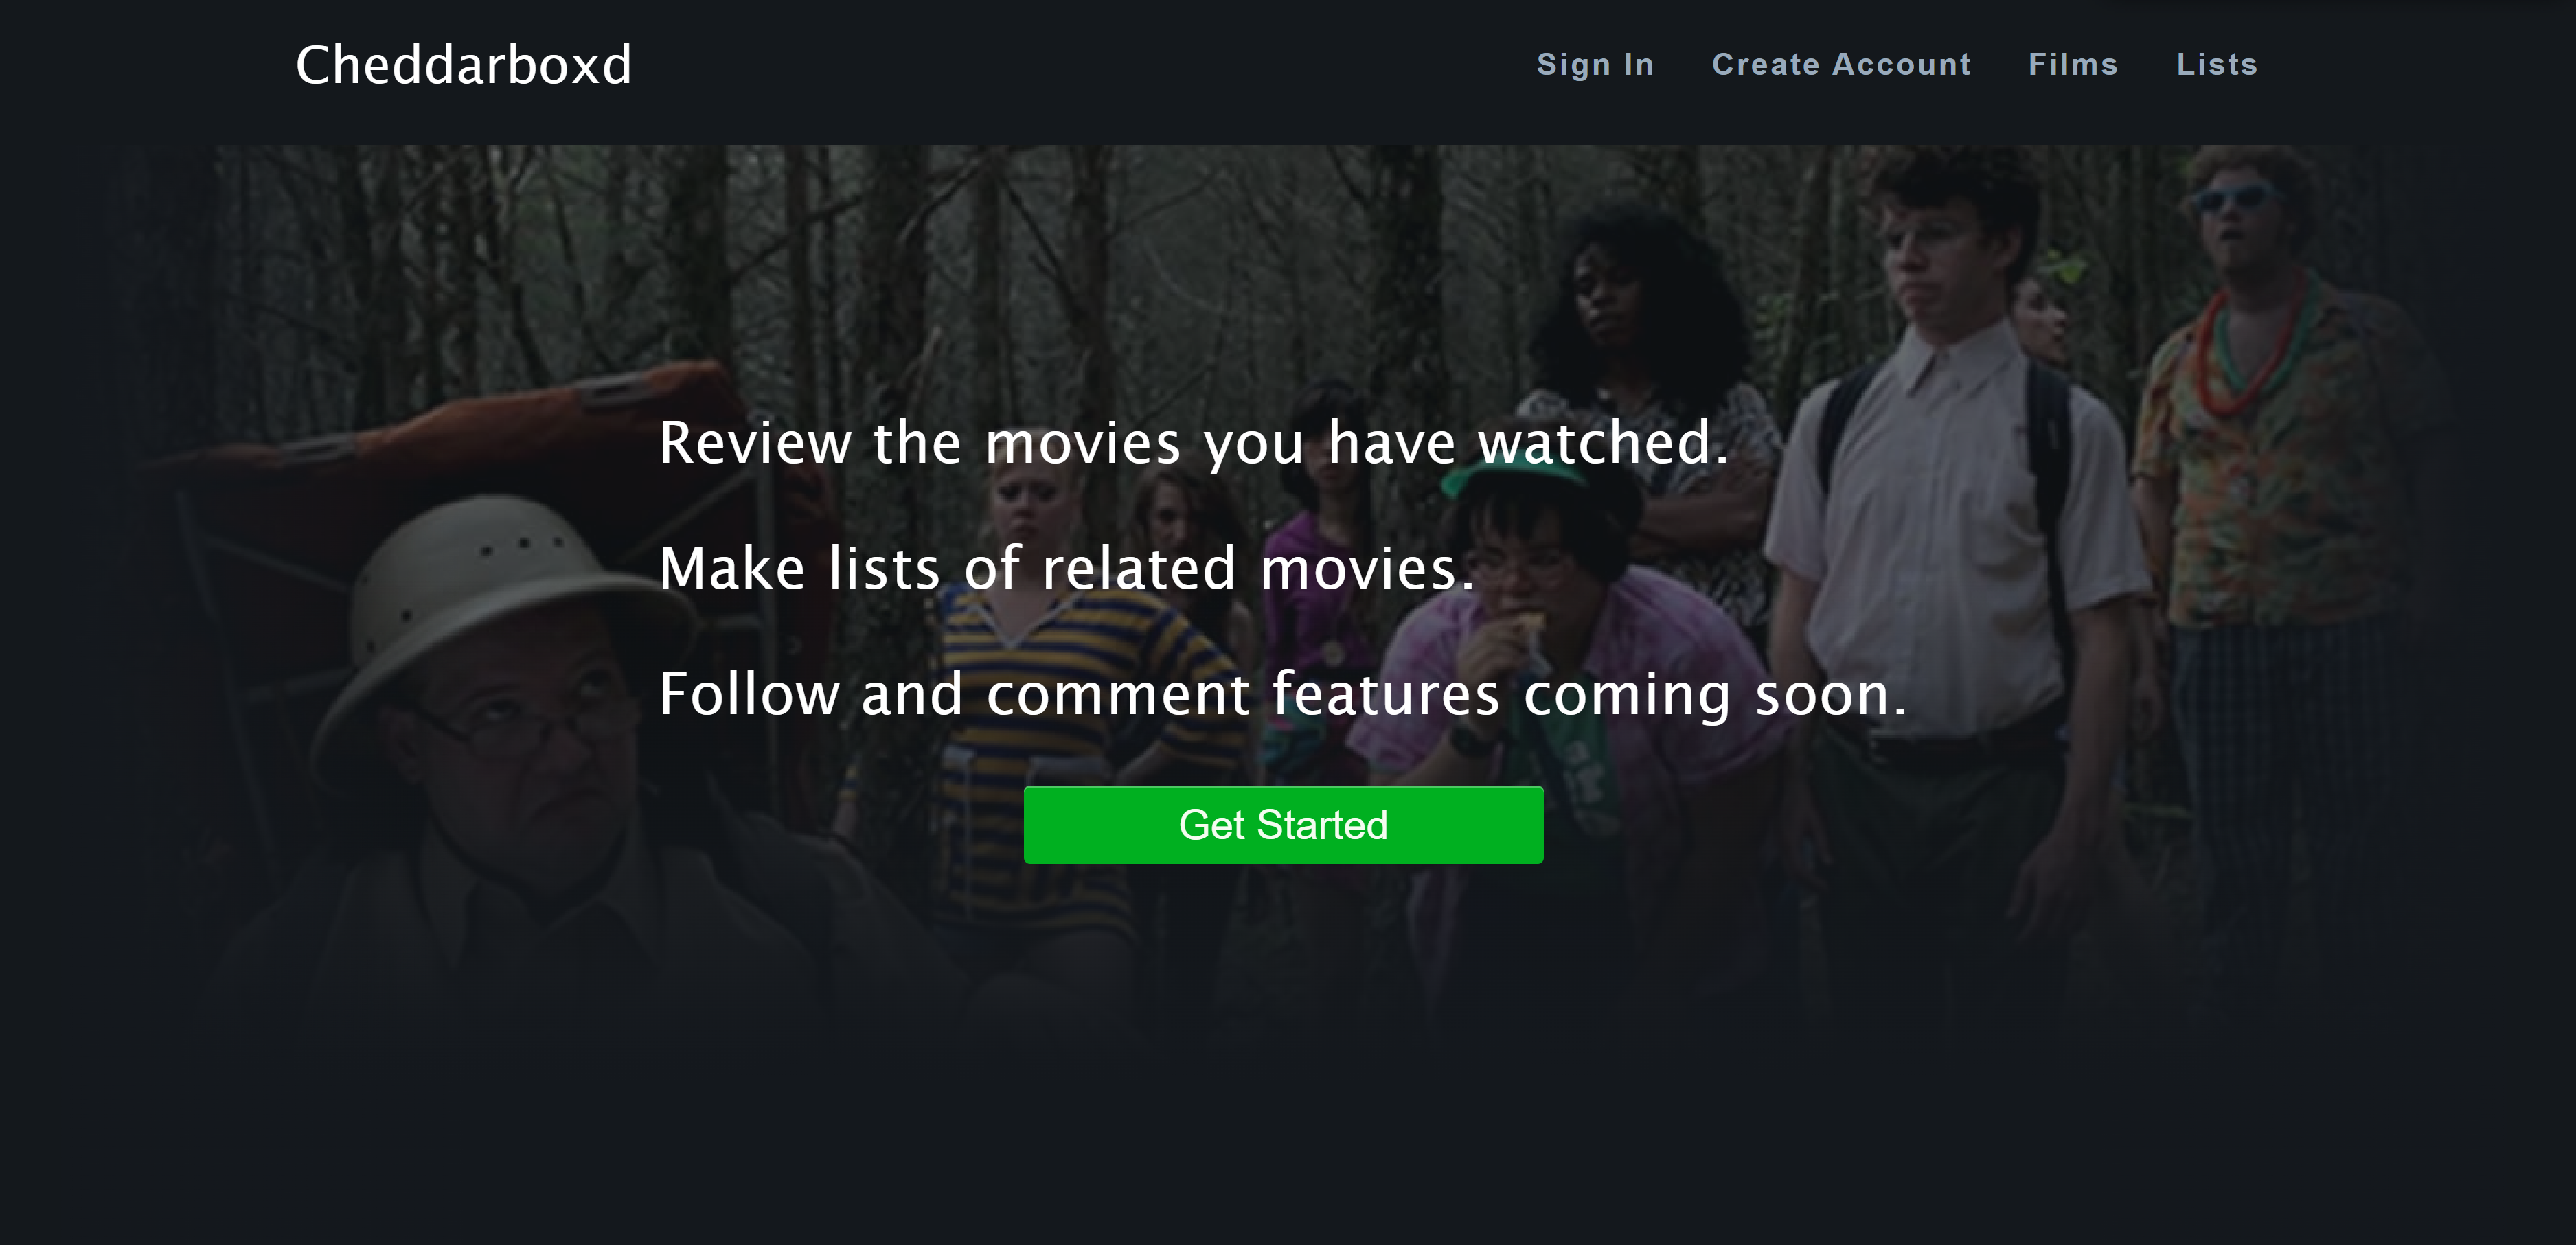 Cheddarboxd
Sign In Create Account Films Lists
Review the movies you have watched.
Make lists of related movies.
Follow and comment features coming soon.
Get Started